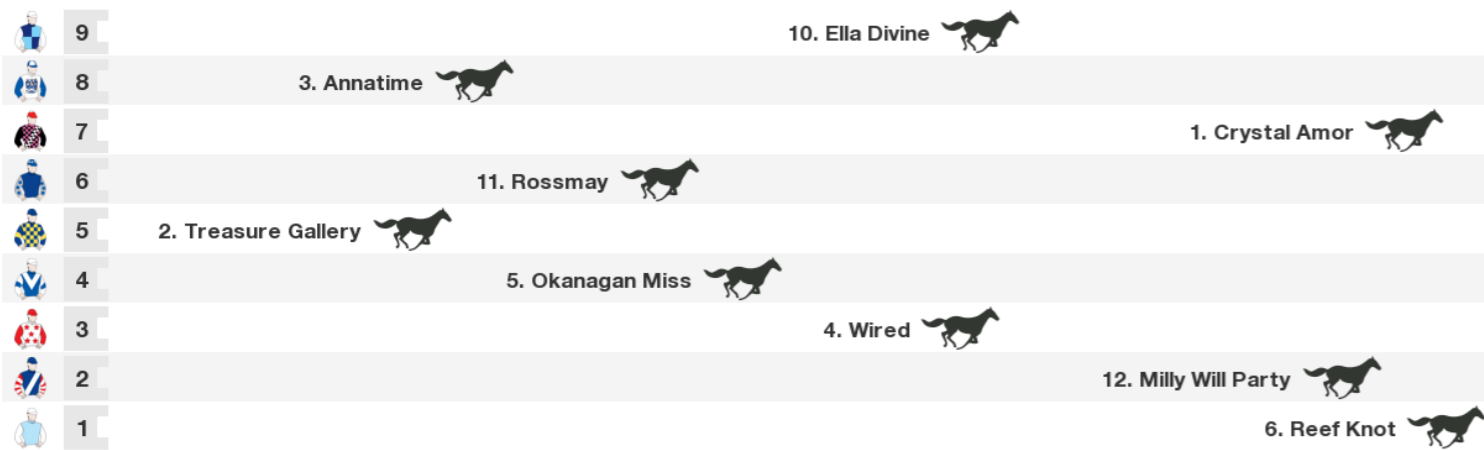 9 10. Ella Divine
8 3. Annatime
7 1. Crystal Amor
6 11. Rossmay
5 2. Treasure Gallery
4 5. Okanagan Miss
3 4. Wired
2 12. Milly Will Party
1 6. Reef Knot